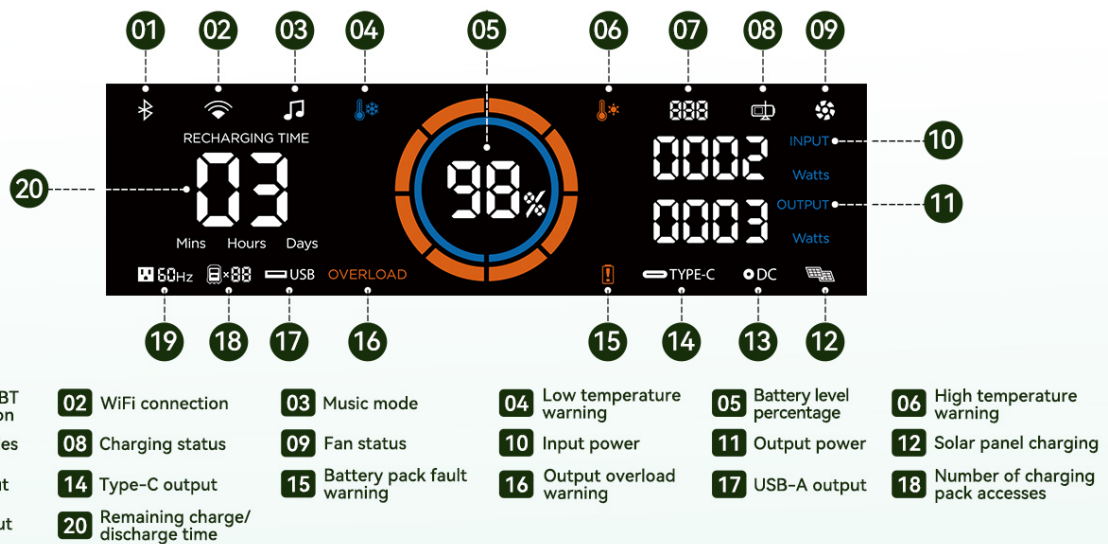 01 02 03 04 05 06 07 08 09
888
RECHARGING TIME
INPUT 10
0002
Watts
20 03 98%
OUTPUT 11
0003
Watts
Mins Hours Days
60Hz ×88 USB OVERLOAD TYPE-C DC
19 18 17 16 15 14 13 12
BT
on
02 WiFi connection
03 Music mode
04 Low temperature
warning
05 Battery level
percentage
06 High temperature
warning
es
08 Charging status
09 Fan status
10 Input power
11 Output power
12 Solar panel charging
ut
14 Type-C output
15 Battery pack fault
warning
16 Output overload
warning
17 USB-A output
18 Number of charging
pack accesses
ut
20 Remaining charge/
discharge time